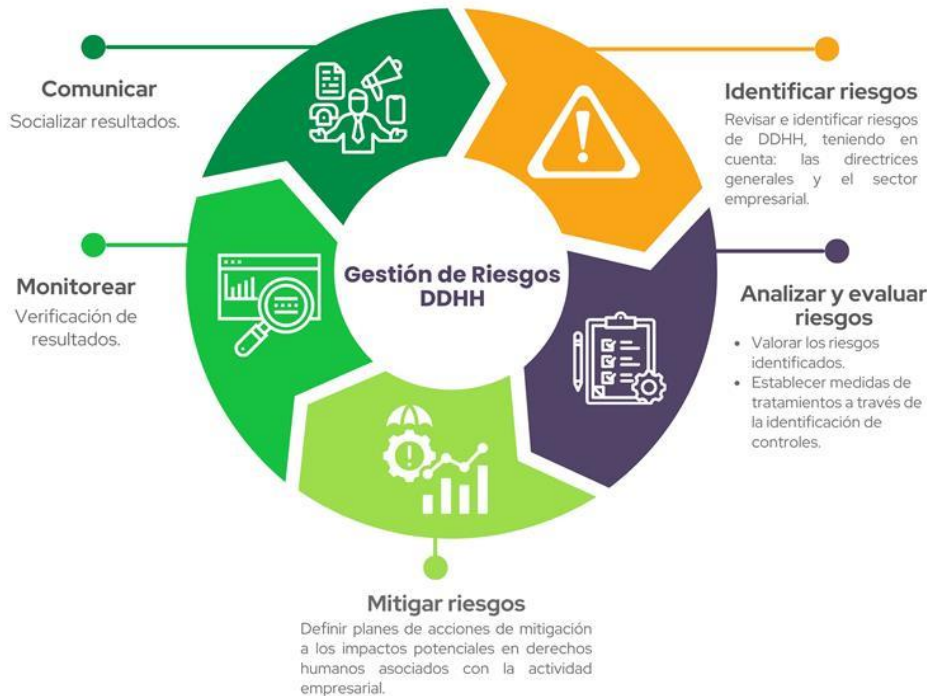 Comunicar
Socializar resultados.
Identificar riesgos
Revisar e identificar riesgos
de DDHH, teniendo en
cuenta: las directrices
generales y el sector
empresarial.
Gestión de Riesgos
DDHH
Monitorear
Verificación de
resultados.
Analizar y evaluar
riesgos
• Valorar los riesgos
identificados.
• Establecer medidas de
tratamientos a través de
la identificación de
controles.
Mitigar riesgos
Definir planes de acciones de mitigación
a los impactos potenciales en derechos
humanos asociados con la actividad
empresarial.